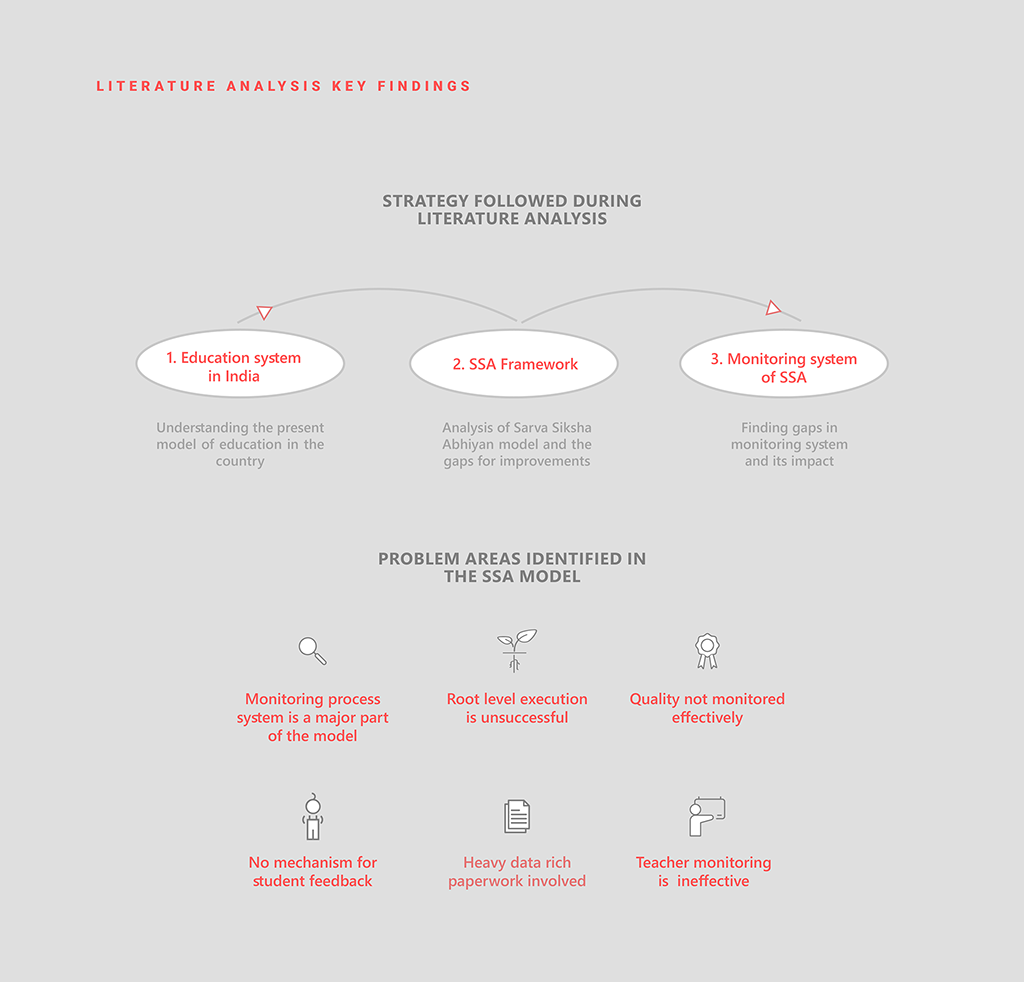 LITERATURE ANALYSIS KEY FINDINGS
STRATEGY FOLLOWED DURING
LITERATURE ANALYSIS
1. Education system
in India
2. SSA Framework
3. Monitoring system
of SSA
Understanding the present
model of education in the
country
Analysis of Sarva Siksha
Abhiyan model and the
gaps for improvements
Finding gaps in
monitoring system
and its impact
PROBLEM AREAS IDENTIFIED IN
THE SSA MODEL
Monitoring process
system is a major part
of the model
Root level execution
is unsuccessful
Quality not monitored
effectively
No mechanism for
student feedback
Heavy data rich
paperwork involved
Teacher monitoring
is  ineffective